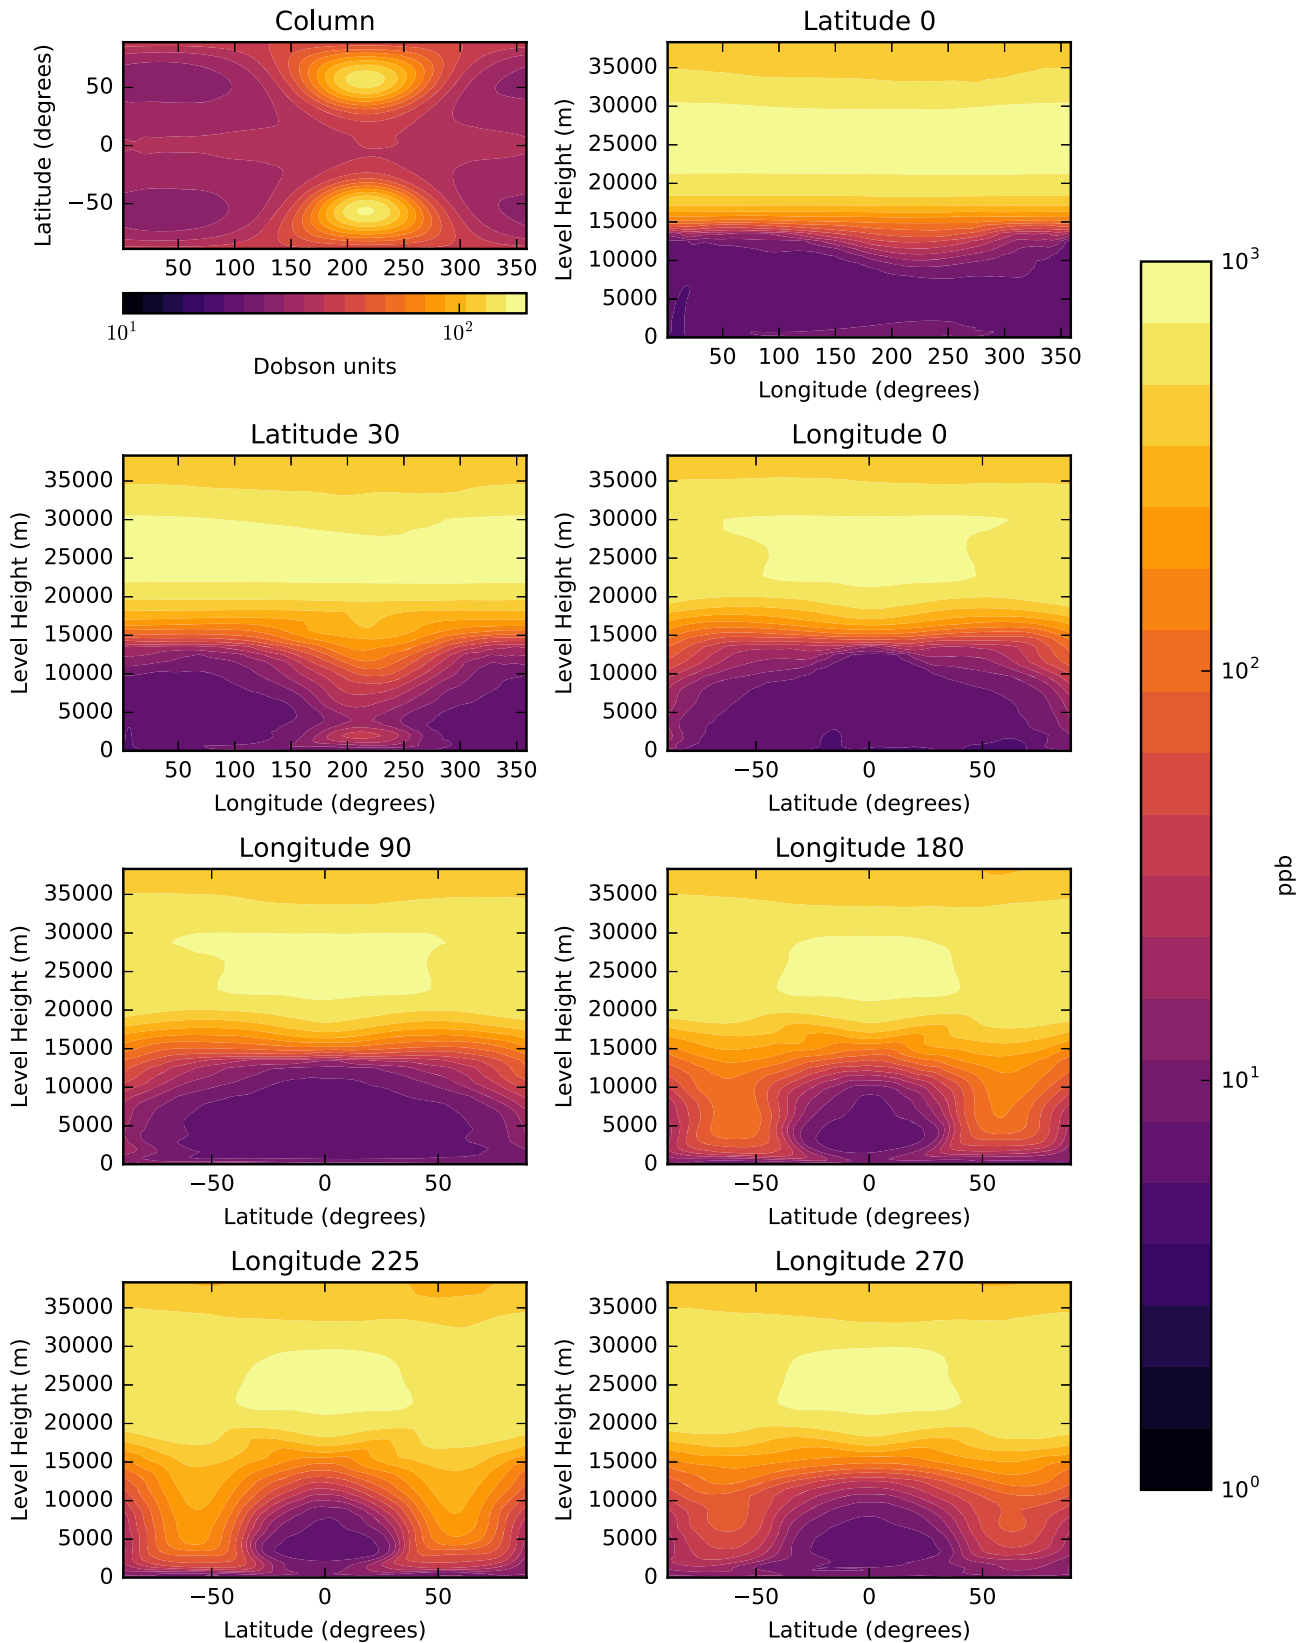 Column
Latitude (degrees)
50
0
−50
50 100 150 200 250 300 350
10¹ 10²
Dobson units
Latitude 0
Level Height (m)
35000
30000
25000
20000
15000
10000
5000
0
50 100 150 200 250 300 350
Longitude (degrees)
Latitude 30
Level Height (m)
35000
30000
25000
20000
15000
10000
5000
0
50 100 150 200 250 300 350
Longitude (degrees)
Longitude 0
Level Height (m)
35000
30000
25000
20000
15000
10000
5000
0
−50 0 50
Latitude (degrees)
Longitude 90
Level Height (m)
35000
30000
25000
20000
15000
10000
5000
0
−50 0 50
Latitude (degrees)
Longitude 180
Level Height (m)
35000
30000
25000
20000
15000
10000
5000
0
−50 0 50
Latitude (degrees)
Longitude 225
Level Height (m)
35000
30000
25000
20000
15000
10000
5000
0
−50 0 50
Latitude (degrees)
Longitude 270
Level Height (m)
35000
30000
25000
20000
15000
10000
5000
0
−50 0 50
Latitude (degrees)
10³
10²
10¹
10⁰
ppb